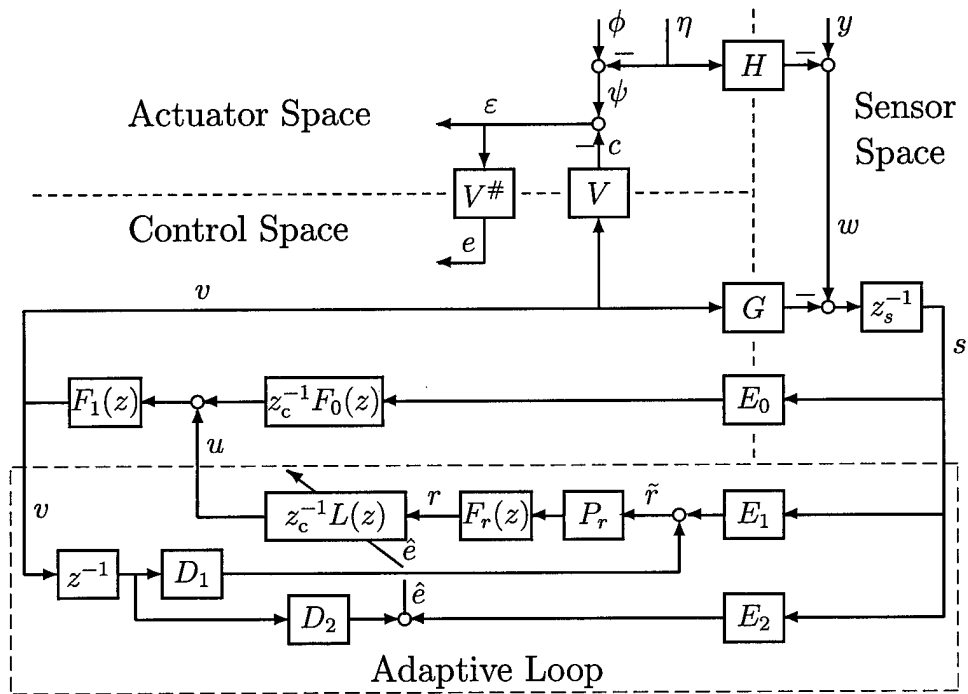 ϕ η y
− H −
ψ
Actuator Space ε Sensor
Space
− c
V# V
Control Space e w
v G − z_s^{-1}
s
F_1(z) z_c^{-1}F_0(z) E_0
u
v z_c^{-1}L(z) r F_r(z) P_r r̃ E_1
ê
z^{-1} D_1 ê
D_2 E_2
Adaptive Loop